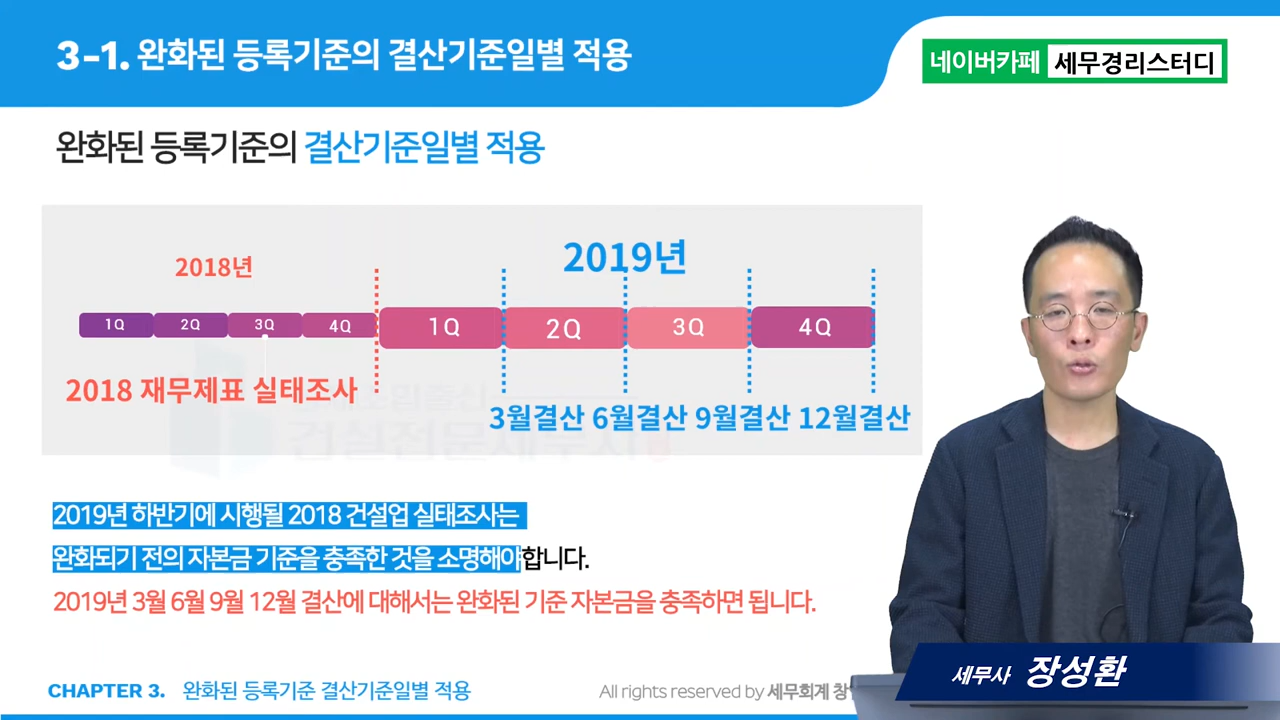 3-1. 완화된 등록기준의 결산기준일별 적용
네이버카페 세무경리스터디
완화된 등록기준의 결산기준일별 적용
2018년
2019년
1Q 2Q 3Q 4Q 1Q 2Q 3Q 4Q
2018 재무제표 실태조사
3월결산 6월결산 9월결산 12월결산
건설전문세무사
2019년 하반기에 시행될 2018 건설업 실태조사는
완화되기 전의 자본금 기준을 충족한 것을 소명해야합니다.
2019년 3월 6월 9월 12월 결산에 대해서는 완화된 기준 자본금을 충족하면 됩니다.
세무사 장성환
CHAPTER 3. 완화된 등록기준 결산기준일별 적용
All rights reserved by 세무회계 창